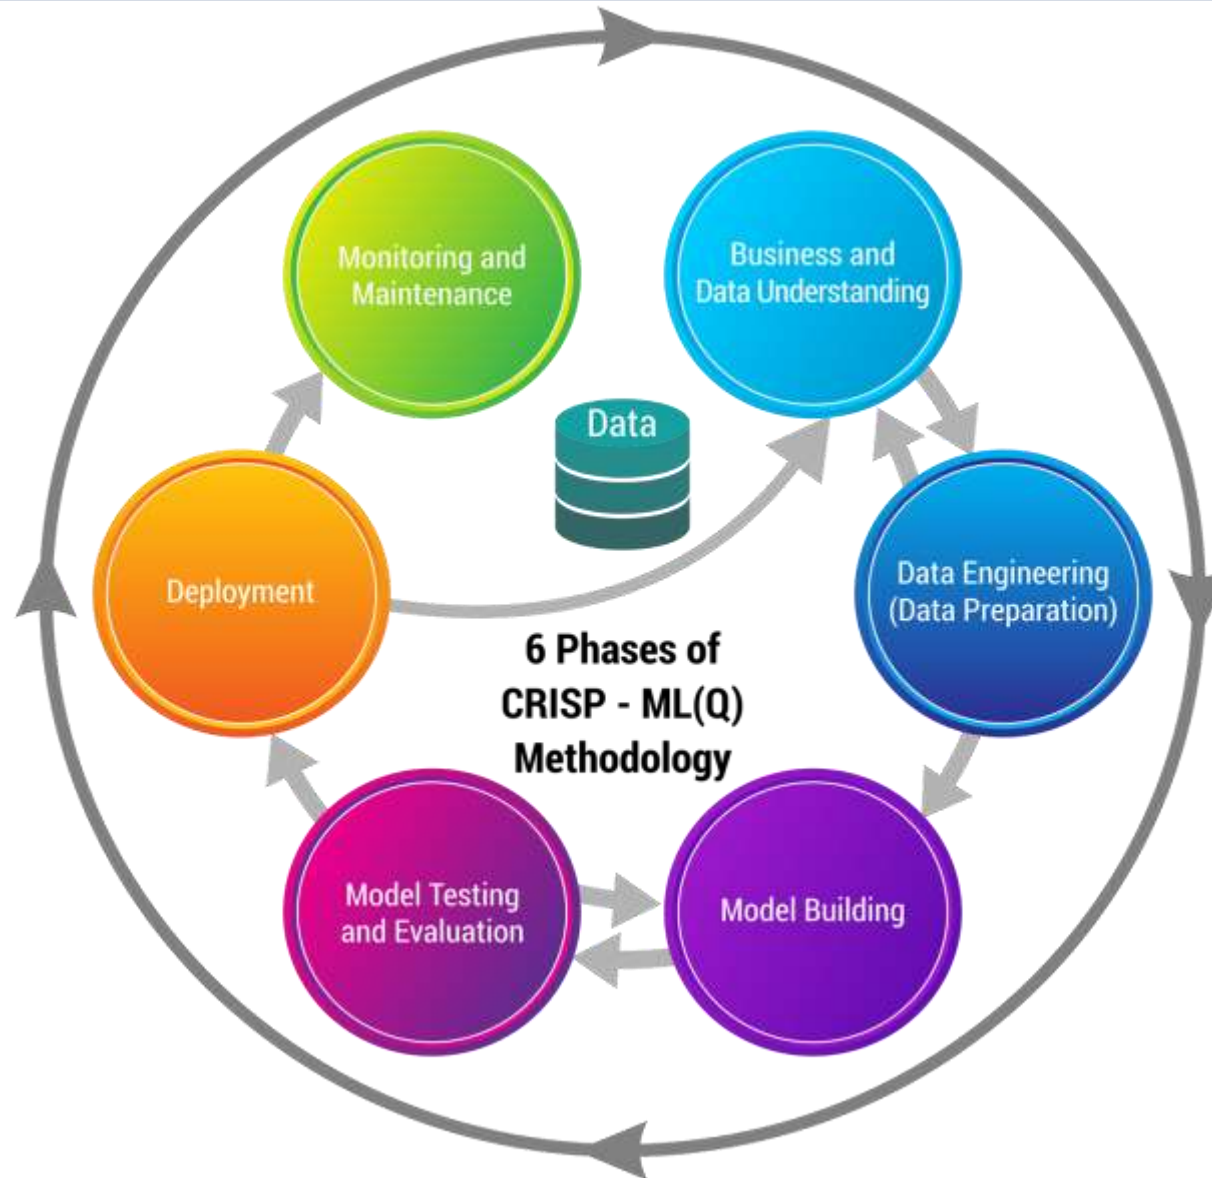 Monitoring and
Maintenance
Business and
Data Understanding
Data
Deployment
Data Engineering
(Data Preparation)
6 Phases of
CRISP - ML(Q)
Methodology
Model Testing
and Evaluation
Model Building